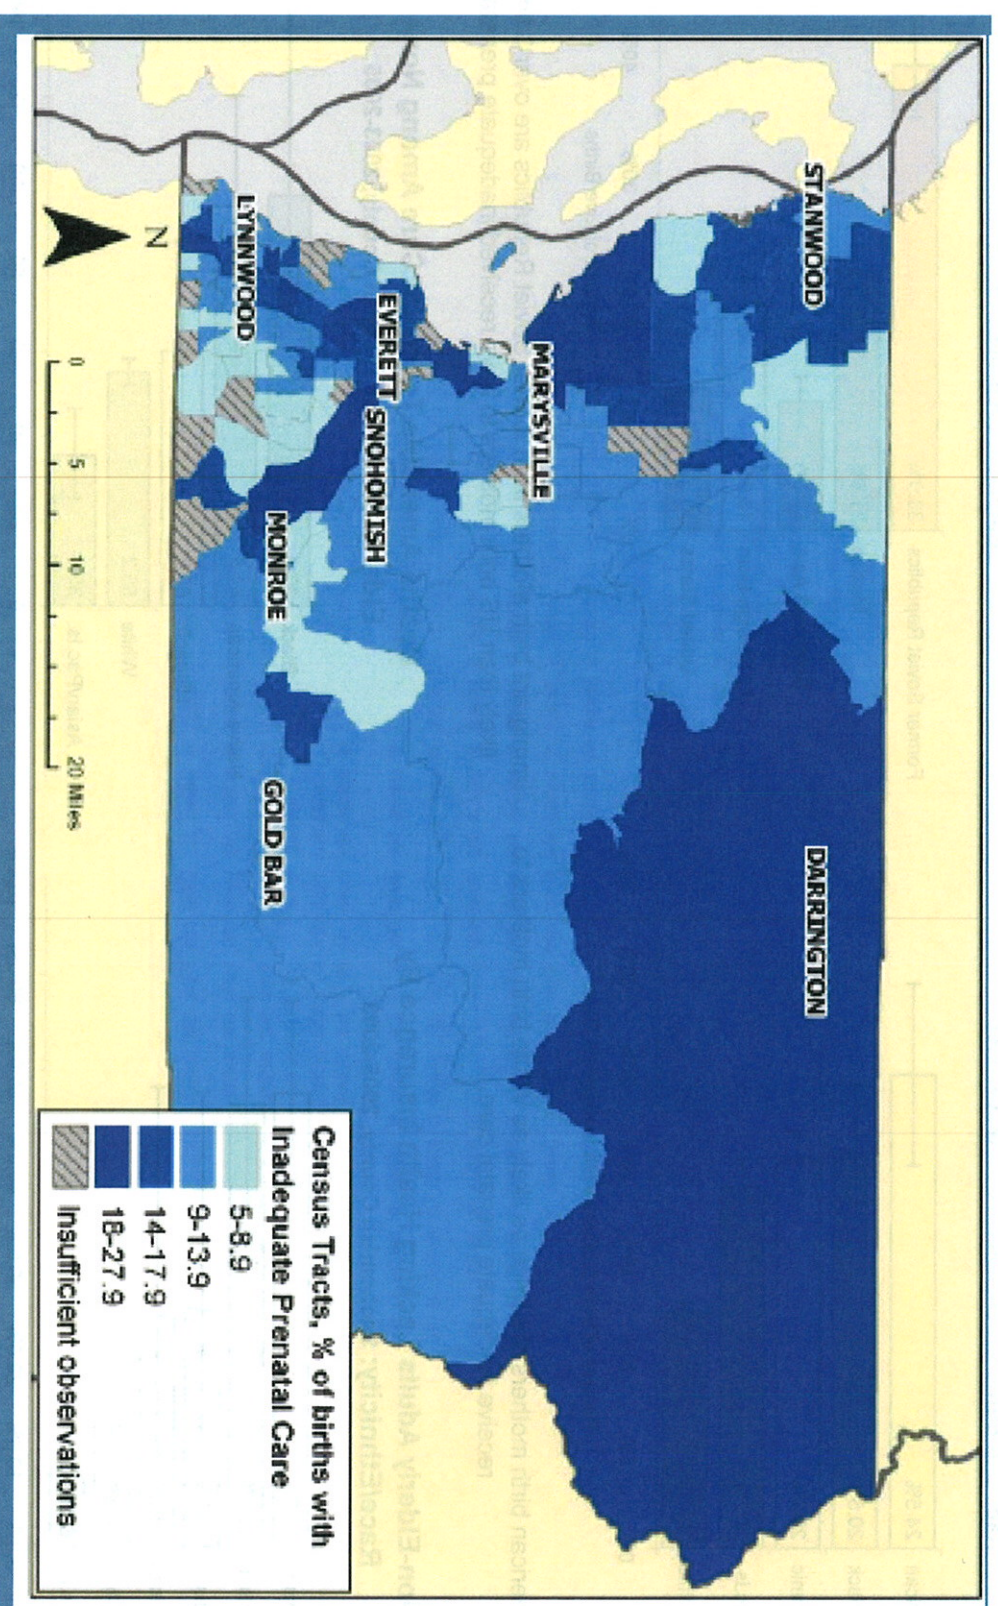 STANWOOD
DARRINGTON
MARYSVILLE
EVERETT
SNOHOMISH
LYNNWOOD
MONROE
GOLD BAR
N
0 5 10 20 Miles
Census Tracts, % of births with
Inadequate Prenatal Care
5-8.9
9-13.9
14-17.9
18-27.9
Insufficient observations